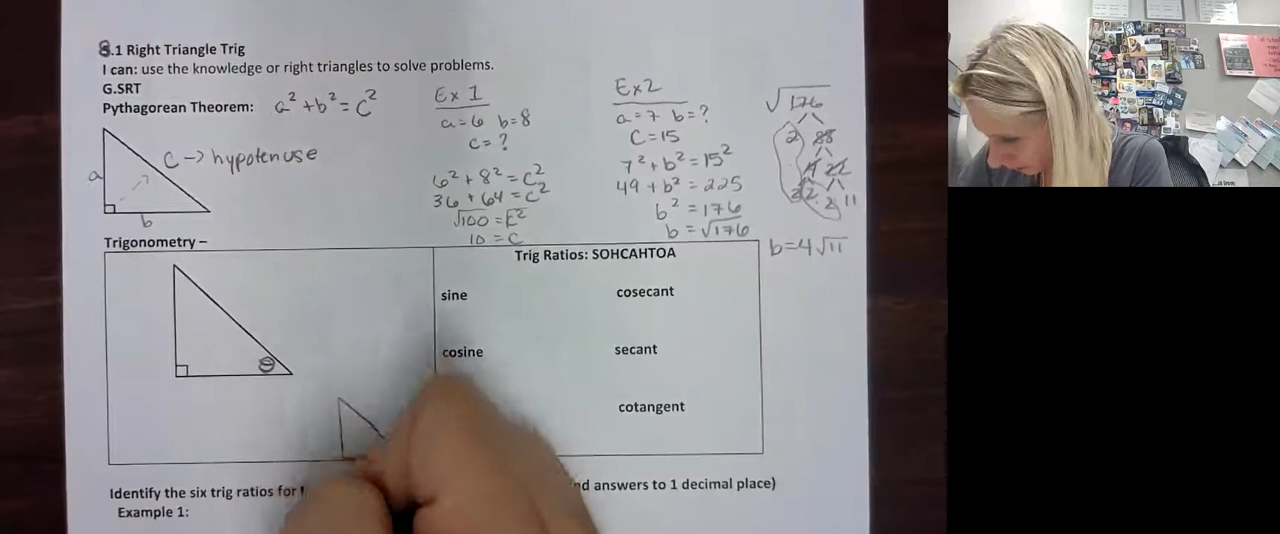 8.1 Right Triangle Trig
I can: use the knowledge or right triangles to solve problems.
G.SRT
Pythagorean Theorem: a² + b² = c²
a
b
C → hypotenuse
Ex 1
a=6 b=8
c=?
6² + 8² = c²
36 + 64 = c²
√100 = √c²
10 = c
Ex 2
a=7 b=?
C=15
7² + b² = 15²
49 + b² = 225
b² = 176
b = √176
√176
2 88
4 22
2 2 2 11
b=4√11
Trigonometry –
θ
Trig Ratios: SOHCAHTOA
sine cosecant
cosine secant
cotangent
Identify the six trig ratios for
nd answers to 1 decimal place)
Example 1: